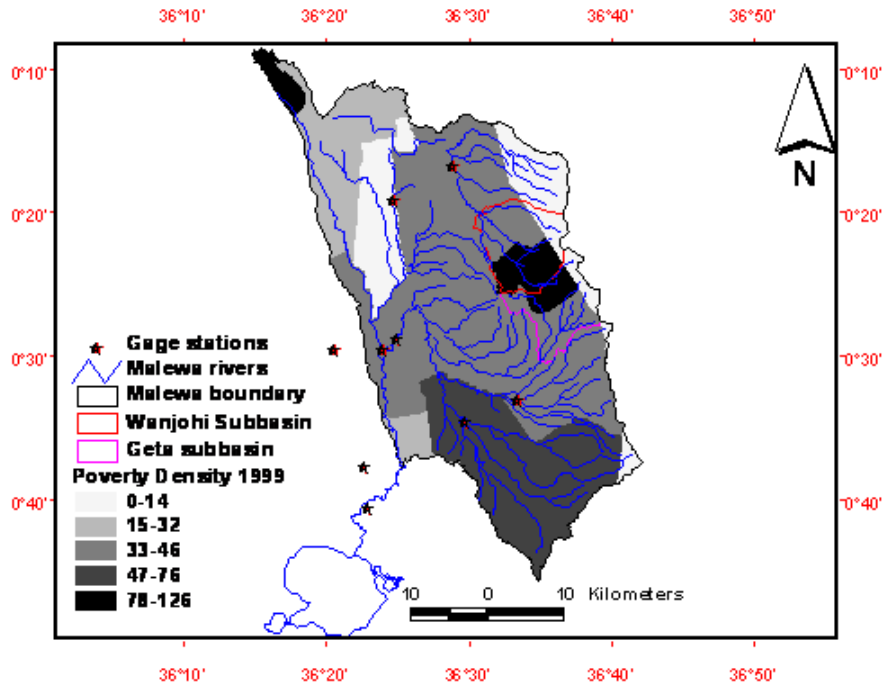 36°10' 36°20' 36°30' 36°40' 36°50'
0°10' 0°10'
N
0°20' 0°20'
Gage stations
0°30' 0°30'
Malewa rivers
Malewa boundary
Wanjohi Subbasin
Geta subbasin
Poverty Density 1999
0-14
0°40' 0°40'
15-32
33-46
47-76
78-126
10 0 10 Kilometers
36°10' 36°20' 36°30' 36°40' 36°50'